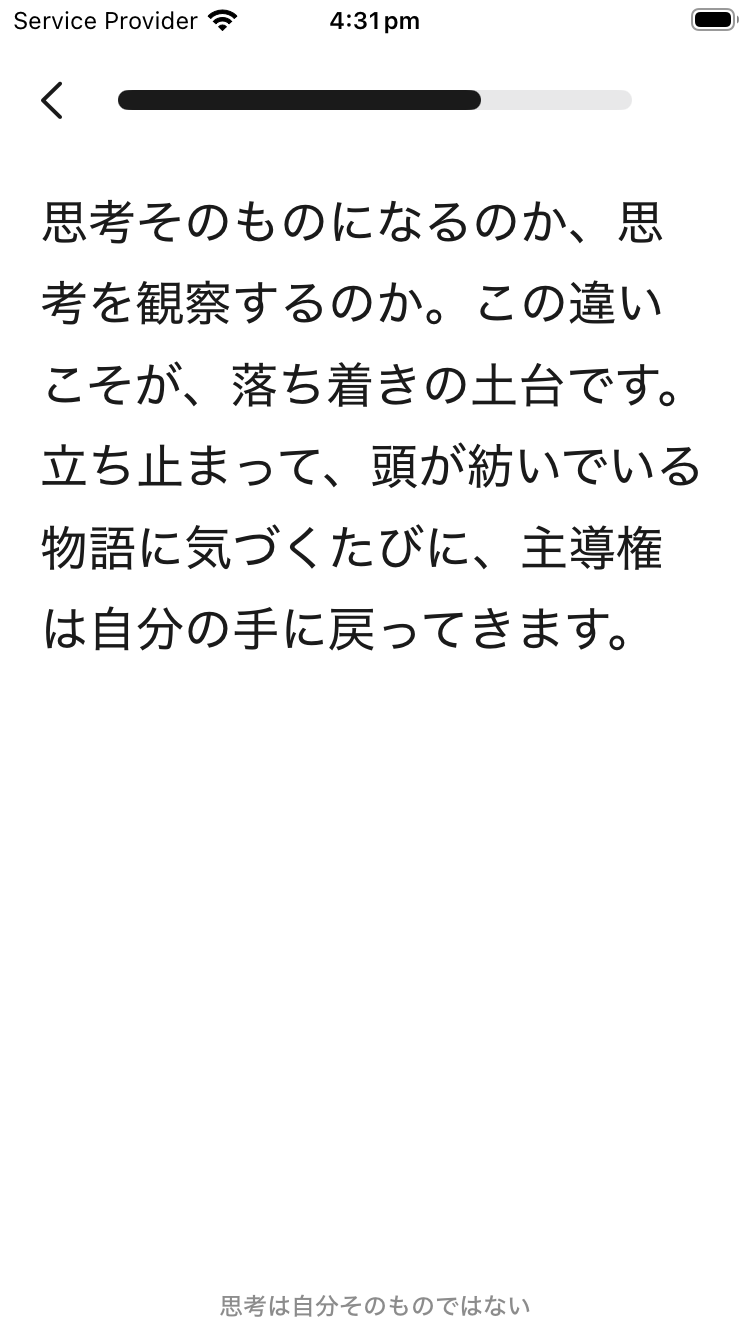 Service Provider 4:31 pm
思考そのものになるのか、思
考を観察するのか。この違い
こそが、落ち着きの土台です。
立ち止まって、頭が紡いでいる
物語に気づくたびに、主導権
は自分の手に戻ってきます。
思考は自分そのものではない